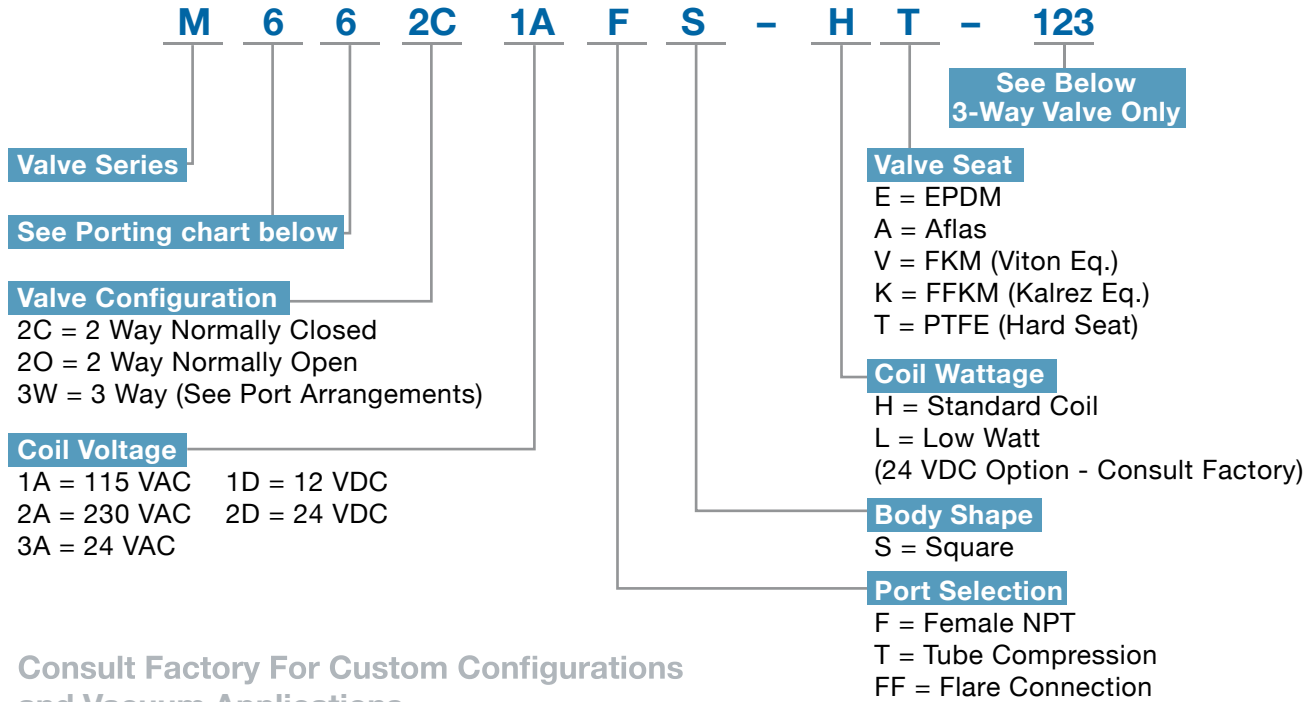 M 6 6 2C 1A F S – H T – 123
See Below
3-Way Valve Only
Valve Series
See Porting chart below
Valve Configuration
2C = 2 Way Normally Closed
2O = 2 Way Normally Open
3W = 3 Way (See Port Arrangements)
Coil Voltage
1A = 115 VAC 1D = 12 VDC
2A = 230 VAC 2D = 24 VDC
3A = 24 VAC
Valve Seat
E = EPDM
A = Aflas
V = FKM (Viton Eq.)
K = FFKM (Kalrez Eq.)
T = PTFE (Hard Seat)
Coil Wattage
H = Standard Coil
L = Low Watt
(24 VDC Option - Consult Factory)
Body Shape
S = Square
Port Selection
F = Female NPT
T = Tube Compression
FF = Flare Connection
Consult Factory For Custom Configurations
and Vacuum Applications